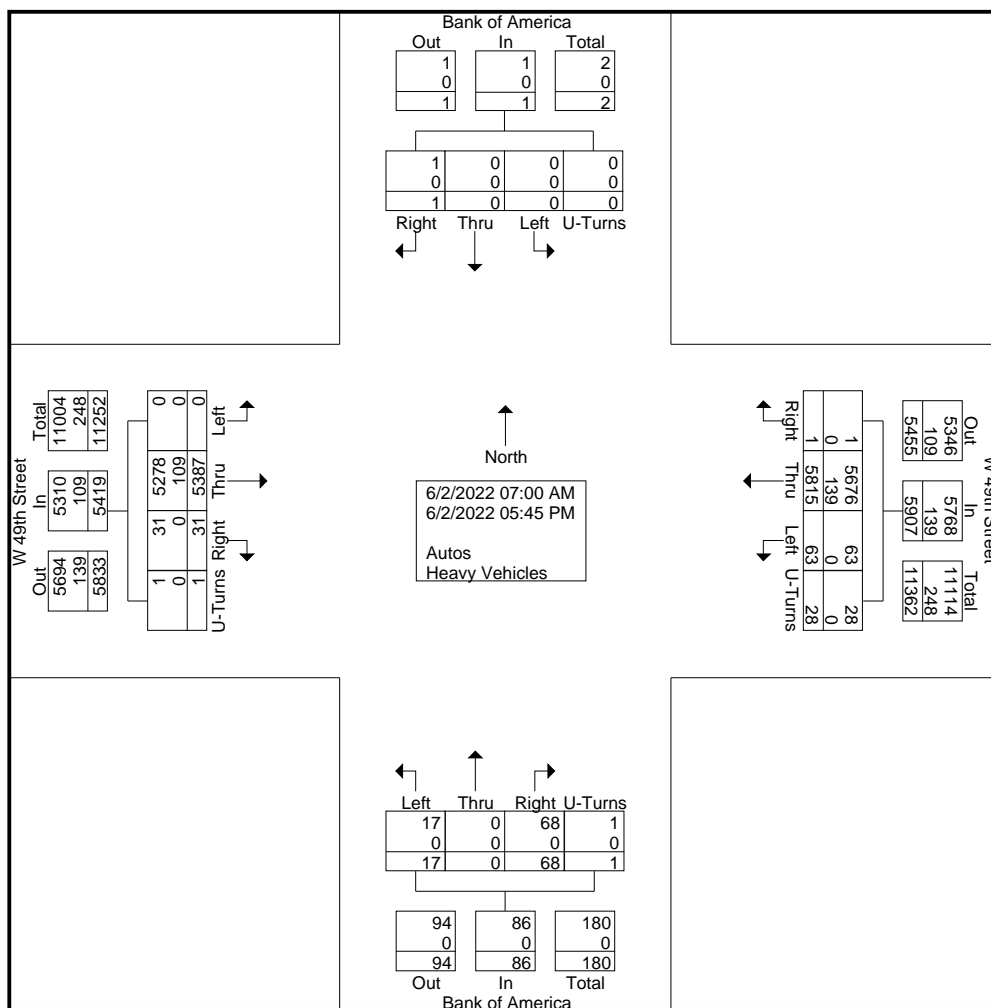 Bank of America
Out In Total
1 1 2
0 0 0
1 1 2
1 0 0 0
0 0 0 0
1 0 0 0
Right Thru Left U-Turns
W 49th Street
Total In Out
11004 5310 5694
248 109 139
11252 5419 5833
Left Thru Right U-Turns
0 5278 31 1
0 109 0 0
0 5387 31 1
North
6/2/2022 07:00 AM
6/2/2022 05:45 PM
Autos
Heavy Vehicles
Right Thru Left U-Turns
1 5676 63 28
0 139 0 0
1 5815 63 28
W 49th Street
Out In Total
5346 5768 11114
109 139 248
5455 5907 11362
Left Thru Right U-Turns
17 0 68 1
0 0 0 0
17 0 68 1
94 86 180
0 0 0
94 86 180
Out In Total
Bank of America